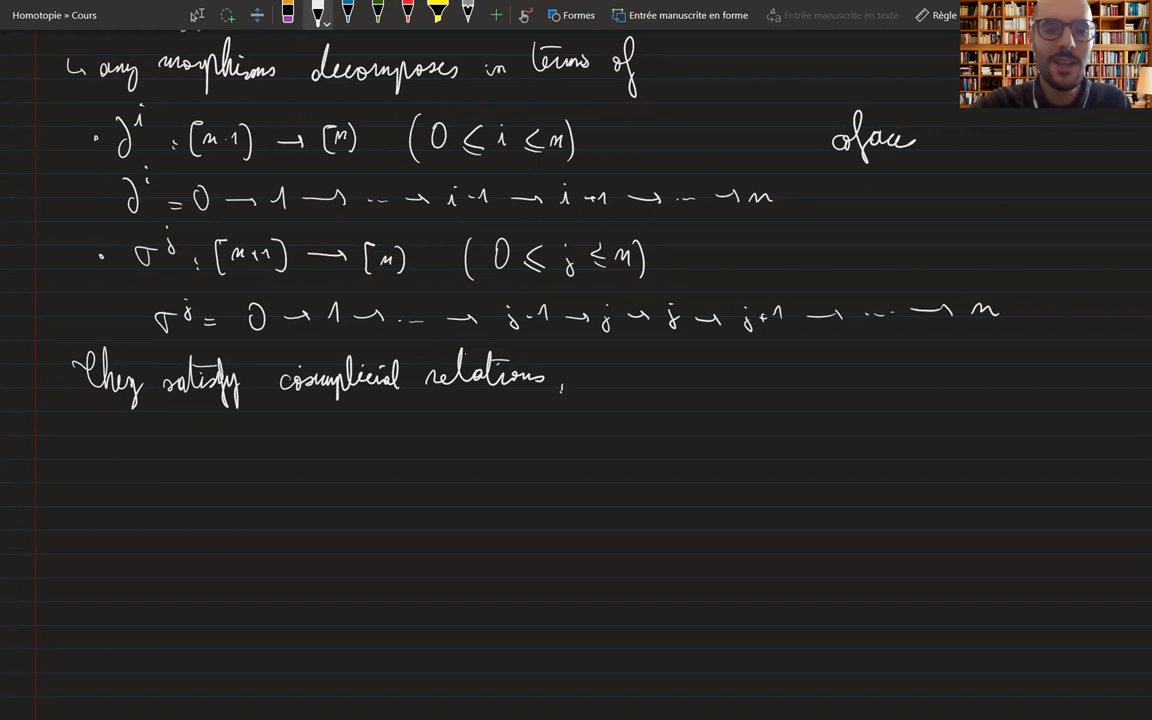 Homotopie » Cours
Formes
Entrée manuscrite en forme
Entrée manuscrite en texte
Règle
↳ any morphisms decomposes in terms of
• ∂^i : [n-1] → [n] (0 ≤ i ≤ n) oface
∂^i = 0 → 1 → ... → i-1 → i+1 → ... → n
• σ^j : [n+1] → [n] (0 ≤ j ≤ n)
σ^j = 0 → 1 → ... → j-1 → j → j → j+1 → ... → n
They satisfy cosimplicial relations,